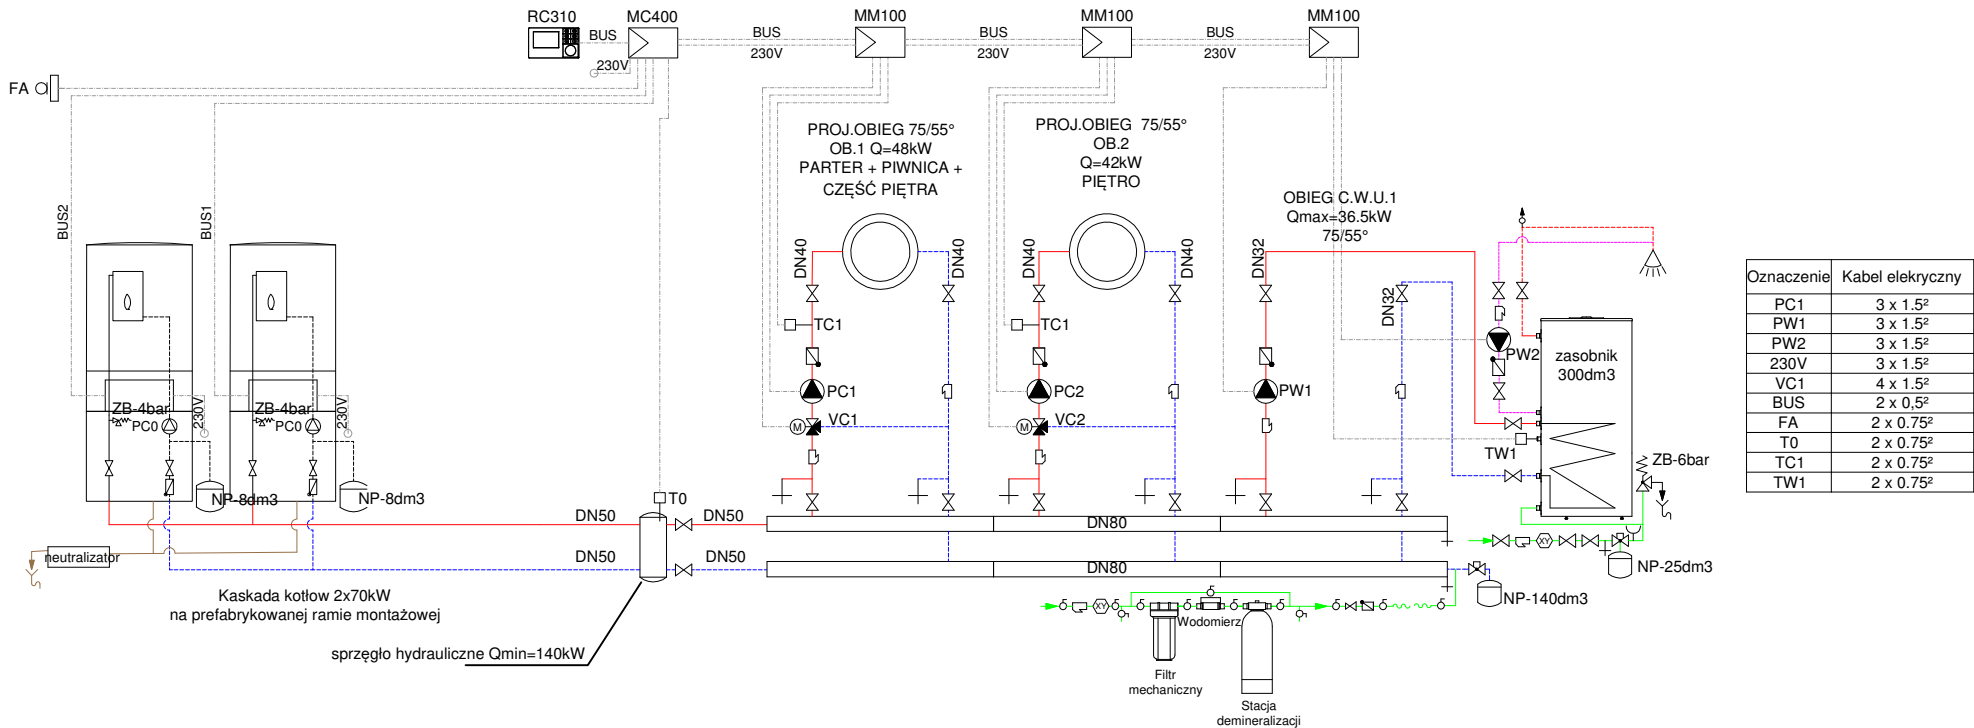 RC310
MC400
MM100
MM100
MM100
BUS
BUS
BUS
BUS
230V
230V
230V
230V
FA
BUS2
BUS1
PROJ.OBIEG 75/55°
OB.1 Q=48kW
PARTER + PIWNICA +
CZĘŚĆ PIĘTRA
PROJ.OBIEG 75/55°
OB.2
Q=42kW
PIĘTRO
OBIEG C.W.U.1
Qmax=36.5kW
75/55°
DN40
DN40
DN40
DN40
DN32
DN32
TC1
TC1
PC1
PC2
PW1
PW2
M
VC1
M
VC2
TW1
zasobnik
300dm3
ZB-6bar
ZB-4bar
PC0
230V
ZB-4bar
PC0
230V
NP-8dm3
NP-8dm3
T0
DN50
DN50
DN80
DN50
DN50
DN80
neutralizator
XY
NP-25dm3
NP-140dm3
XY
Wodomierz
Filtr
mechaniczny
Stacja
demineralizacji
Kaskada kotłow 2x70kW
na prefabrykowanej ramie montażowej
sprzęgło hydrauliczne Qmin=140kW
Oznaczenie Kabel elekryczny
PC1 3 x 1.5²
PW1 3 x 1.5²
PW2 3 x 1.5²
230V 3 x 1.5²
VC1 4 x 1.5²
BUS 2 x 0,5²
FA 2 x 0.75²
T0 2 x 0.75²
TC1 2 x 0.75²
TW1 2 x 0.75²